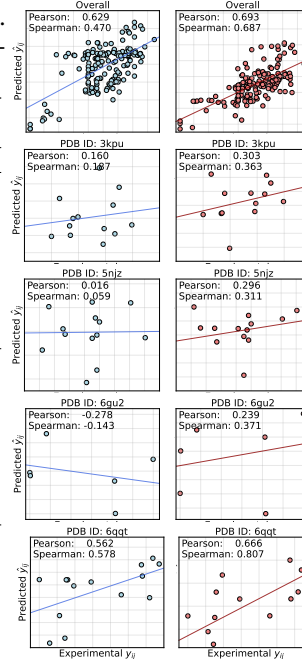 Overall
Pearson: 0.629
Spearman: 0.470
Predicted ŷij
Overall
Pearson: 0.693
Spearman: 0.687
PDB ID: 3kpu
Pearson: 0.160
Spearman: 0.187
Predicted ŷij
PDB ID: 3kpu
Pearson: 0.303
Spearman: 0.363
PDB ID: 5njz
Pearson: 0.016
Spearman: 0.059
Predicted ŷij
PDB ID: 5njz
Pearson: 0.296
Spearman: 0.311
PDB ID: 6gu2
Pearson: -0.278
Spearman: -0.143
Predicted ŷij
PDB ID: 6gu2
Pearson: 0.239
Spearman: 0.371
PDB ID: 6qqt
Pearson: 0.562
Spearman: 0.578
Predicted ŷij
Experimental yij
PDB ID: 6qqt
Pearson: 0.666
Spearman: 0.807
Experimental yij